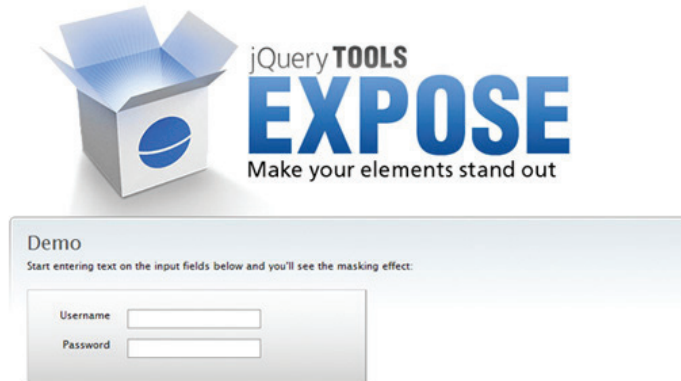 jQuery TOOLS
EXPOSE
Make your elements stand out
Demo
Start entering text on the input fields below and you'll see the masking effect:
Username
Password